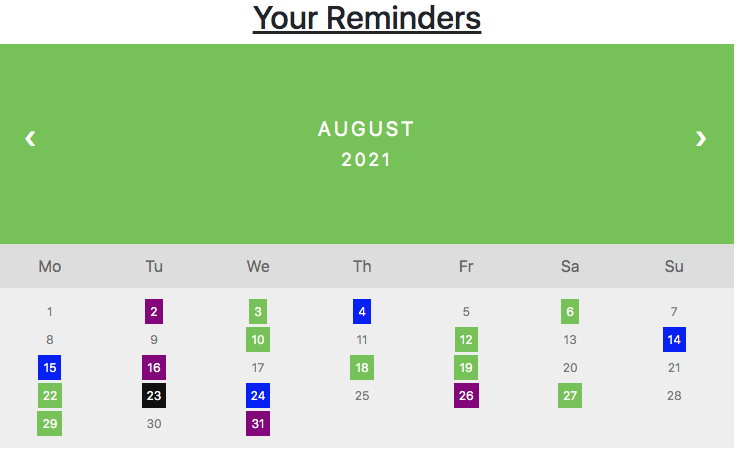 Your Reminders
‹ AUGUST ›
2021
Mo Tu We Th Fr Sa Su
1 2 3 4 5 6 7
8 9 10 11 12 13 14
15 16 17 18 19 20 21
22 23 24 25 26 27 28
29 30 31